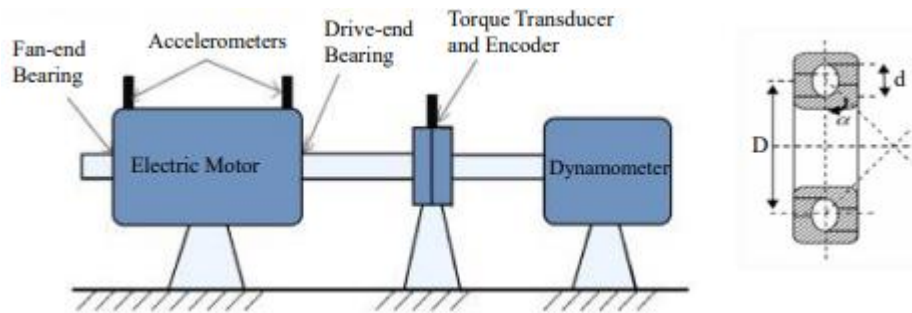 Fan-end
Bearing
Accelerometers
Drive-end
Bearing
Torque Transducer
and Encoder
Electric Motor
Dynamometer
D
d
α